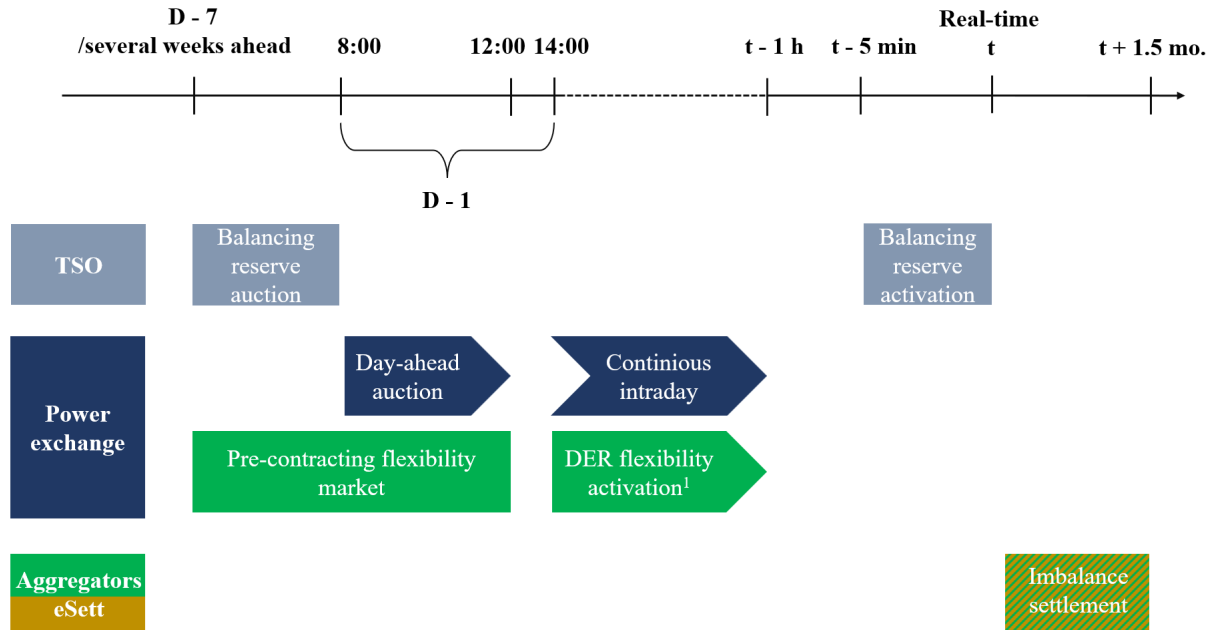 D - 7
/several weeks ahead
8:00
12:00
14:00
t - 1 h
t - 5 min
Real-time
t
t + 1.5 mo.
D - 1
TSO
Balancing
reserve
auction
Balancing
reserve
activation
Power
exchange
Day-ahead
auction
Continious
intraday
Pre-contracting flexibility
market
DER flexibility
activation¹
Aggregators
eSett
Imbalance
settlement